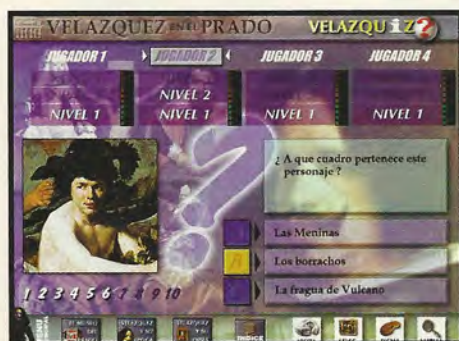 VELAZQUEZ EN EL PRADO
VELAZQUIZ?
JUGADOR 1
JUGADOR 2
JUGADOR 3
JUGADOR 4
NIVEL 2
NIVEL 1
NIVEL 1
NIVEL 1
NIVEL 1
¿ A que cuadro pertenece este
personaje ?
Las Meninas
Los borrachos
La fragua de Vulcano
1 2 3 4 5 6 7 8 9 10
INDICE